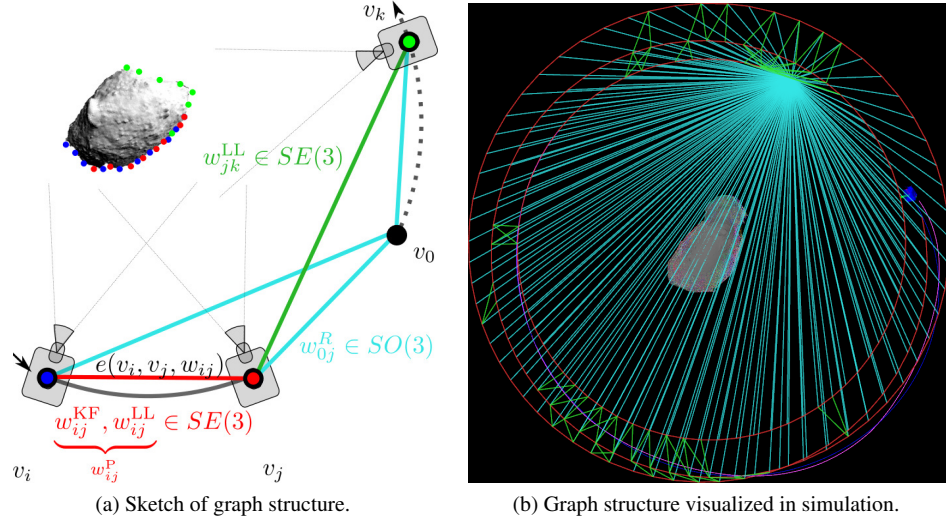 v_k
w_{jk}^{LL} ∈ SE(3)
v_0
w_{0j}^{R} ∈ SO(3)
e(v_i, v_j, w_{ij})
w_{ij}^{KF}, w_{ij}^{LL} ∈ SE(3)
w_{ij}^{P}
v_i
v_j
(a) Sketch of graph structure.
(b) Graph structure visualized in simulation.